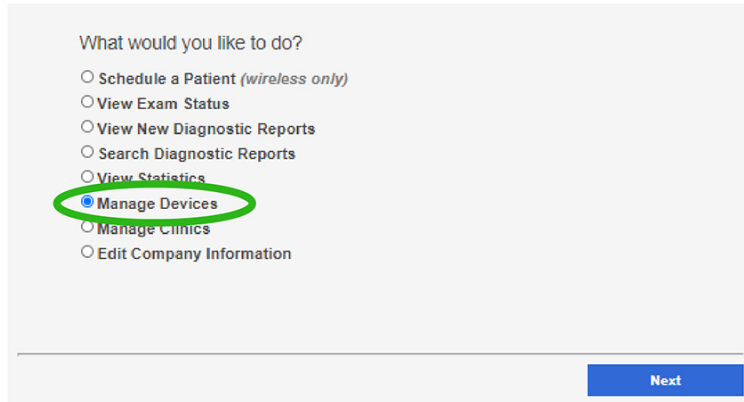 What would you like to do?
Schedule a Patient (wireless only)
View Exam Status
View New Diagnostic Reports
Search Diagnostic Reports
View Statistics
Manage Devices
Manage Clinics
Edit Company Information
Next